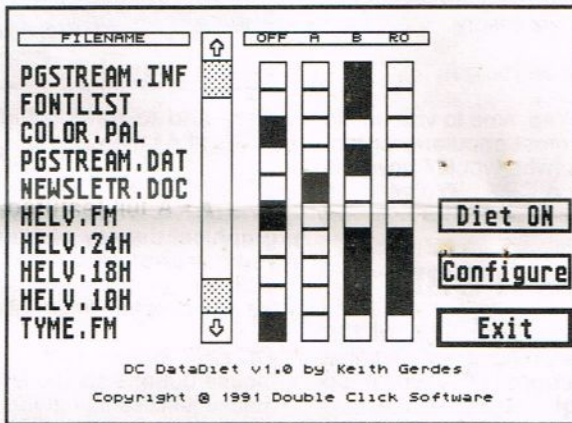 FILENAME OFF A B RO
PGSTREAM.INF
FONTLIST
COLOR.PAL
PGSTREAM.DAT
NEWSLETR.DOC
HELV.FM
HELV.24H
HELV.18H
HELV.10H
TYME.FM
Diet ON
Configure
Exit
DC DataDiet v1.0 by Keith Gerdes
Copyright © 1991 Double Click Software